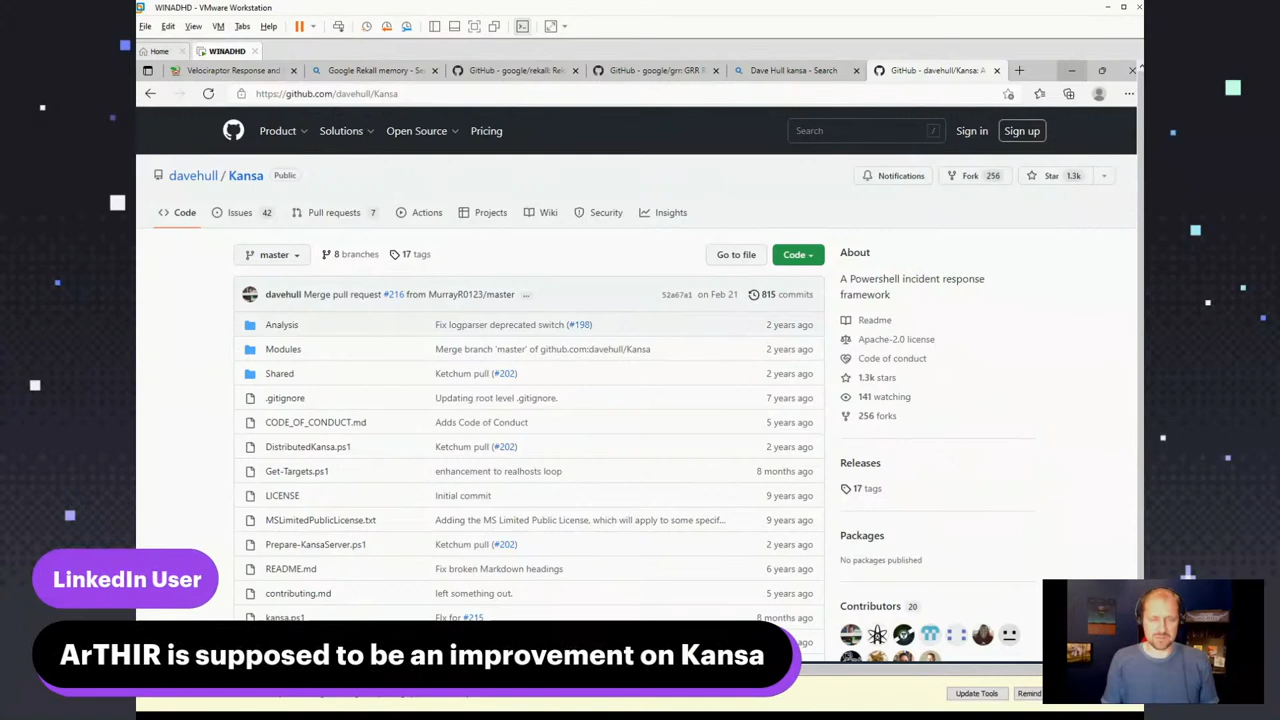 WINADHD - VMware Workstation
File Edit View VM Tabs Help
Home WINADHD
Velociraptor Response and Google Rekall memory - Search GitHub - google/rekall: Rek GitHub - google/grr: GRR R Dave Hull kansa - Search GitHub - davehull/Kansa: A
https://github.com/davehull/Kansa
Product Solutions Open Source Pricing Search / Sign in Sign up
davehull / Kansa Public Notifications Fork 256 Star 1.3k
Code Issues 42 Pull requests 7 Actions Projects Wiki Security Insights
master 8 branches 17 tags Go to file Code
davehull Merge pull request #216 from MurrayR0123/master ... 52a67a1 on Feb 21 815 commits
Analysis Fix logparser deprecated switch (#198) 2 years ago
Modules Merge branch 'master' of github.com:davehull/Kansa 2 years ago
Shared Ketchum pull (#202) 2 years ago
.gitignore Updating root level .gitignore. 7 years ago
CODE_OF_CONDUCT.md Adds Code of Conduct 5 years ago
DistributedKansa.ps1 Ketchum pull (#202) 2 years ago
Get-Targets.ps1 enhancement to realhosts loop 8 months ago
LICENSE Initial commit 9 years ago
MSLimitedPublicLicense.txt Adding the MS Limited Public License, which will apply to some specif... 9 years ago
Prepare-KansaServer.ps1 Ketchum pull (#202) 2 years ago
README.md Fix broken Markdown headings 6 years ago
contributing.md left something out. 5 years ago
kansa.ps1 Fix for #215 8 months ago
ago
About
A Powershell incident response
framework
Readme
Apache-2.0 license
Code of conduct
1.3k stars
141 watching
256 forks
Releases
17 tags
Packages
No packages published
Contributors 20
Update Tools Remind
LinkedIn User
ArTHIR is supposed to be an improvement on Kansa